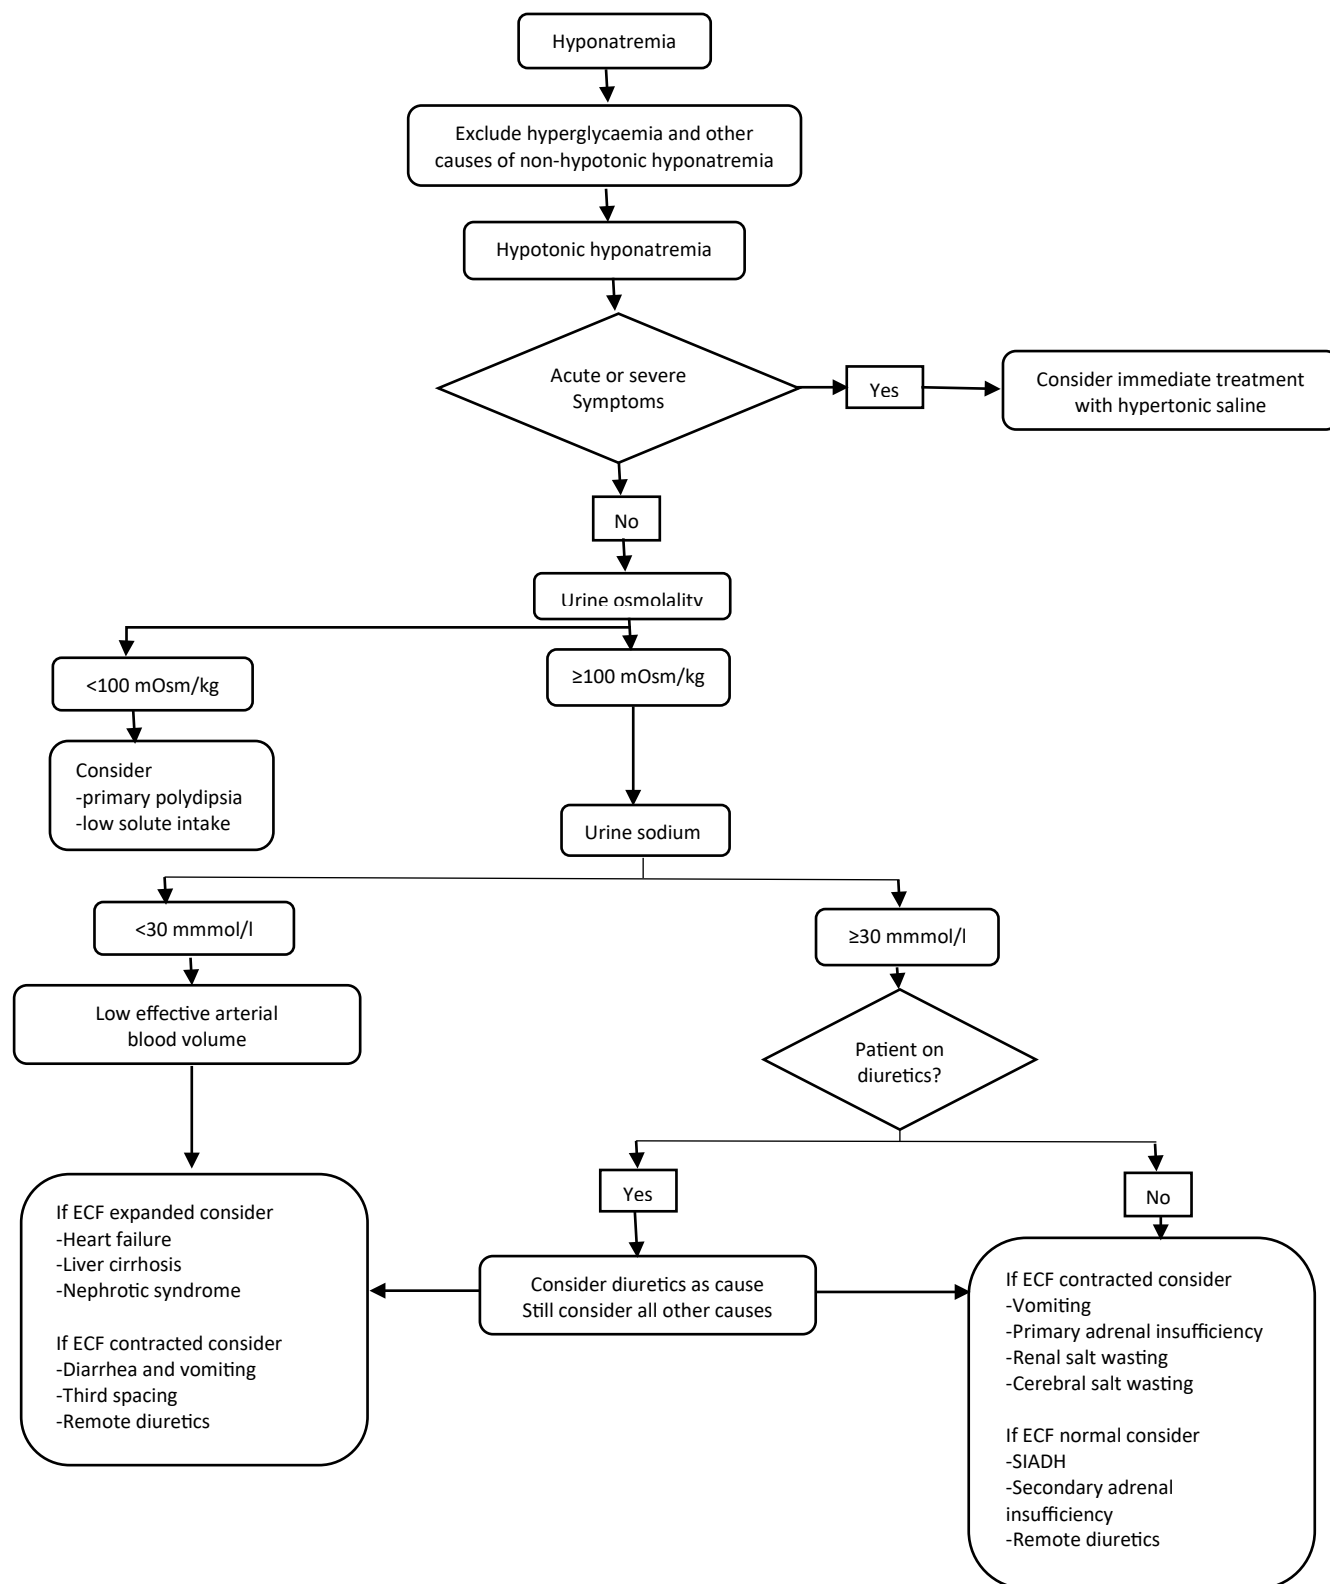 Hyponatremia
Exclude hyperglycaemia and other
causes of non-hypotonic hyponatremia
Hypotonic hyponatremia
Acute or severe
Symptoms
Yes
Consider immediate treatment
with hypertonic saline
No
Urine osmolality
<100 mOsm/kg
≥100 mOsm/kg
Consider
-primary polydipsia
-low solute intake
Urine sodium
<30 mmmol/l
≥30 mmmol/l
Low effective arterial
blood volume
Patient on
diuretics?
Yes
No
If ECF expanded consider
-Heart failure
-Liver cirrhosis
-Nephrotic syndrome
If ECF contracted consider
-Diarrhea and vomiting
-Third spacing
-Remote diuretics
Consider diuretics as cause
Still consider all other causes
If ECF contracted consider
-Vomiting
-Primary adrenal insufficiency
-Renal salt wasting
-Cerebral salt wasting
If ECF normal consider
-SIADH
-Secondary adrenal
insufficiency
-Remote diuretics